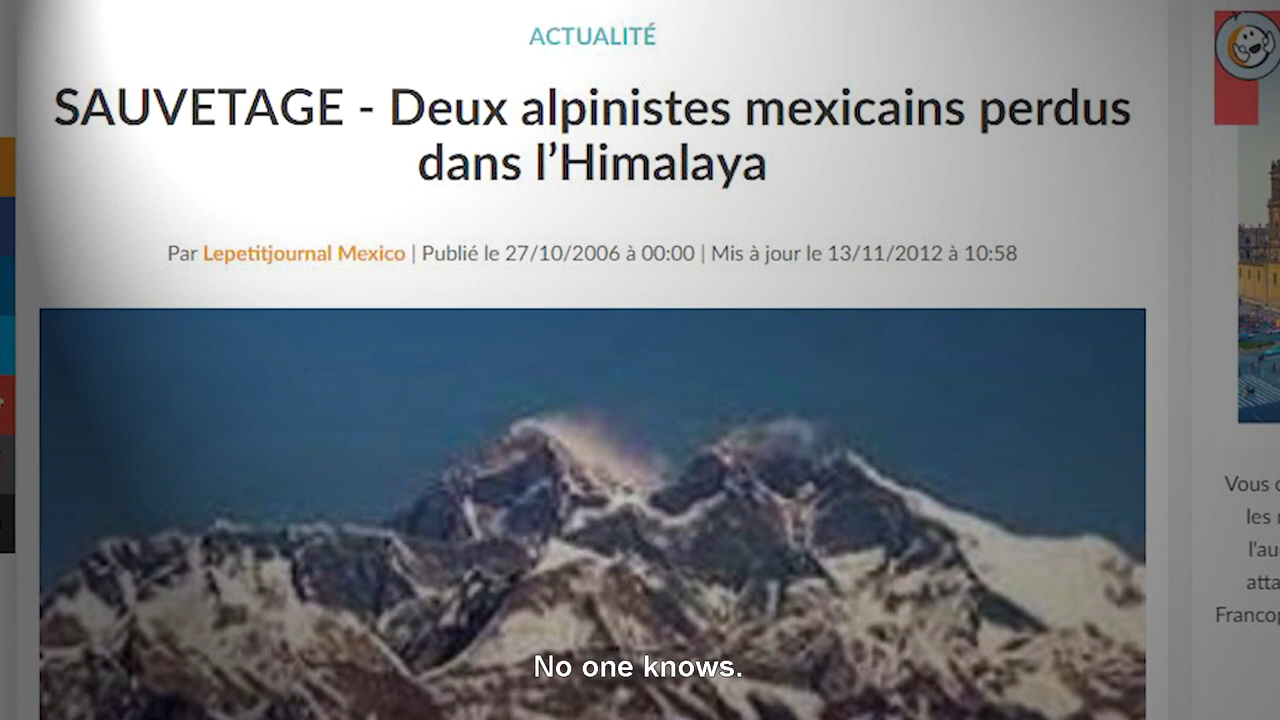 ACTUALITÉ
SAUVETAGE - Deux alpinistes mexicains perdus
dans l’Himalaya
Par Lepetitjournal Mexico | Publié le 27/10/2006 à 00:00 | Mis à jour le 13/11/2012 à 10:58
Vous
les
l'au
atta
Francop
No one knows.